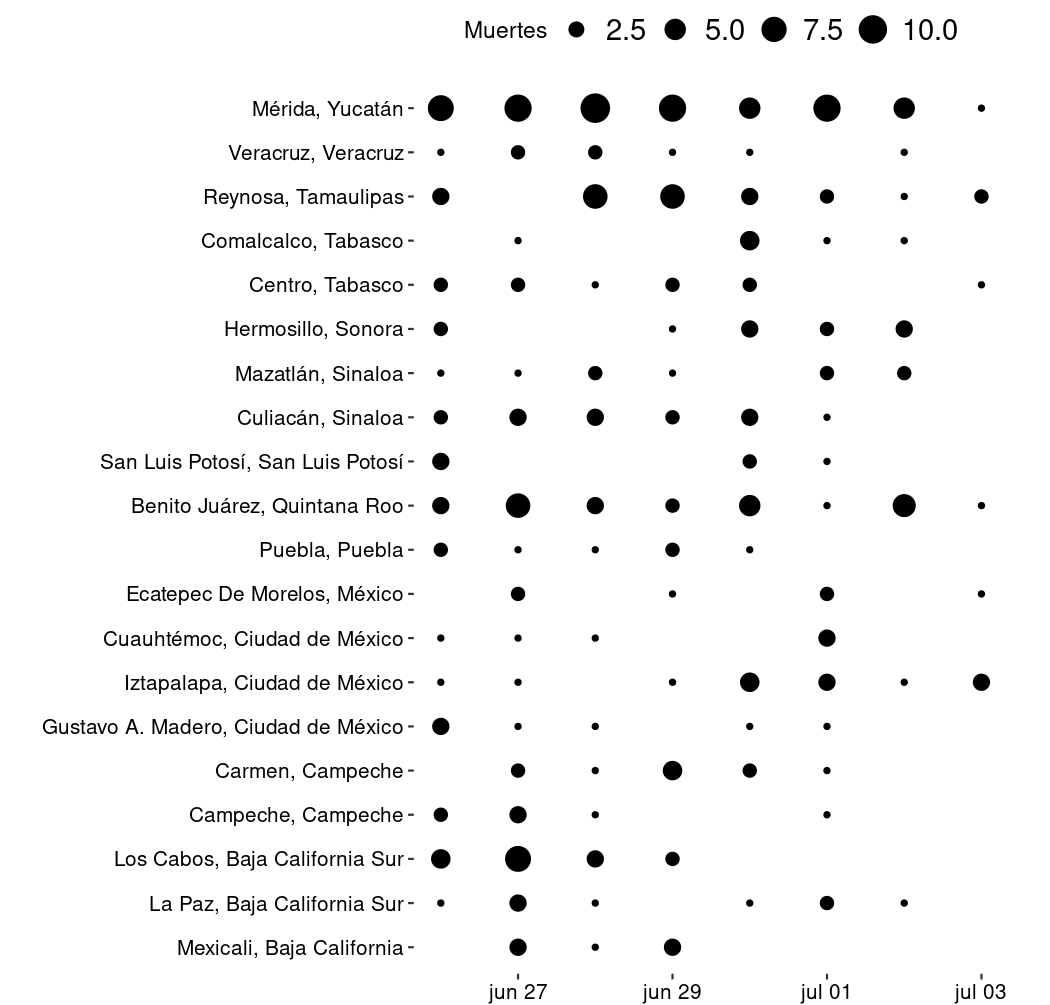 Muertes 2.5 5.0 7.5 10.0
Mérida, Yucatán
Veracruz, Veracruz
Reynosa, Tamaulipas
Comalcalco, Tabasco
Centro, Tabasco
Hermosillo, Sonora
Mazatlán, Sinaloa
Culiacán, Sinaloa
San Luis Potosí, San Luis Potosí
Benito Juárez, Quintana Roo
Puebla, Puebla
Ecatepec De Morelos, México
Cuauhtémoc, Ciudad de México
Iztapalapa, Ciudad de México
Gustavo A. Madero, Ciudad de México
Carmen, Campeche
Campeche, Campeche
Los Cabos, Baja California Sur
La Paz, Baja California Sur
Mexicali, Baja California
jun 27 jun 29 jul 01 jul 03